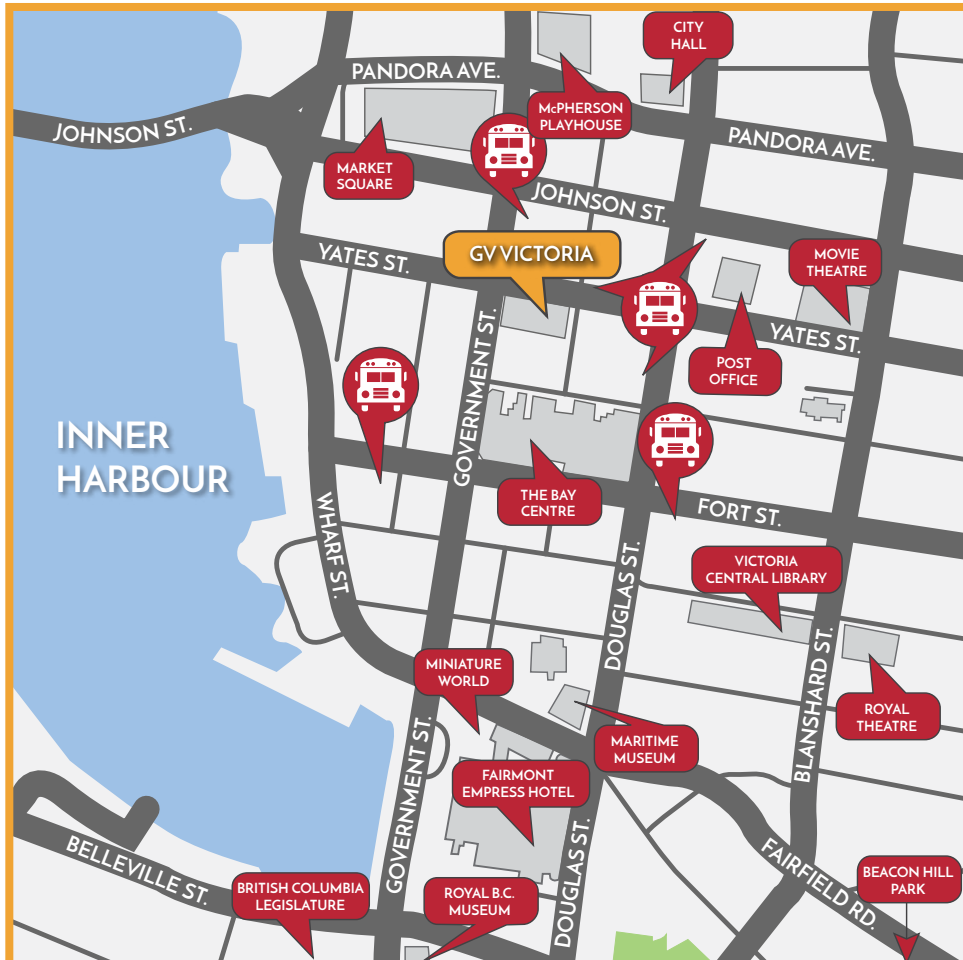 CITY
HALL
PANDORA AVE.
McPHERSON
PLAYHOUSE
JOHNSON ST.
PANDORA AVE.
MARKET
SQUARE
JOHNSON ST.
YATES ST.
GV VICTORIA
MOVIE
THEATRE
YATES ST.
POST
OFFICE
GOVERNMENT ST.
INNER
HARBOUR
THE BAY
CENTRE
FORT ST.
WHARF ST.
VICTORIA
CENTRAL LIBRARY
DOUGLAS ST.
MINIATURE
WORLD
BLANSHARD ST.
ROYAL
THEATRE
MARITIME
MUSEUM
GOVERNMENT ST.
FAIRMONT
EMPRESS HOTEL
BELLEVILLE ST.
DOUGLAS ST.
FAIRFIELD RD.
BEACON HILL
PARK
BRITISH COLUMBIA
LEGISLATURE
ROYAL B.C.
MUSEUM